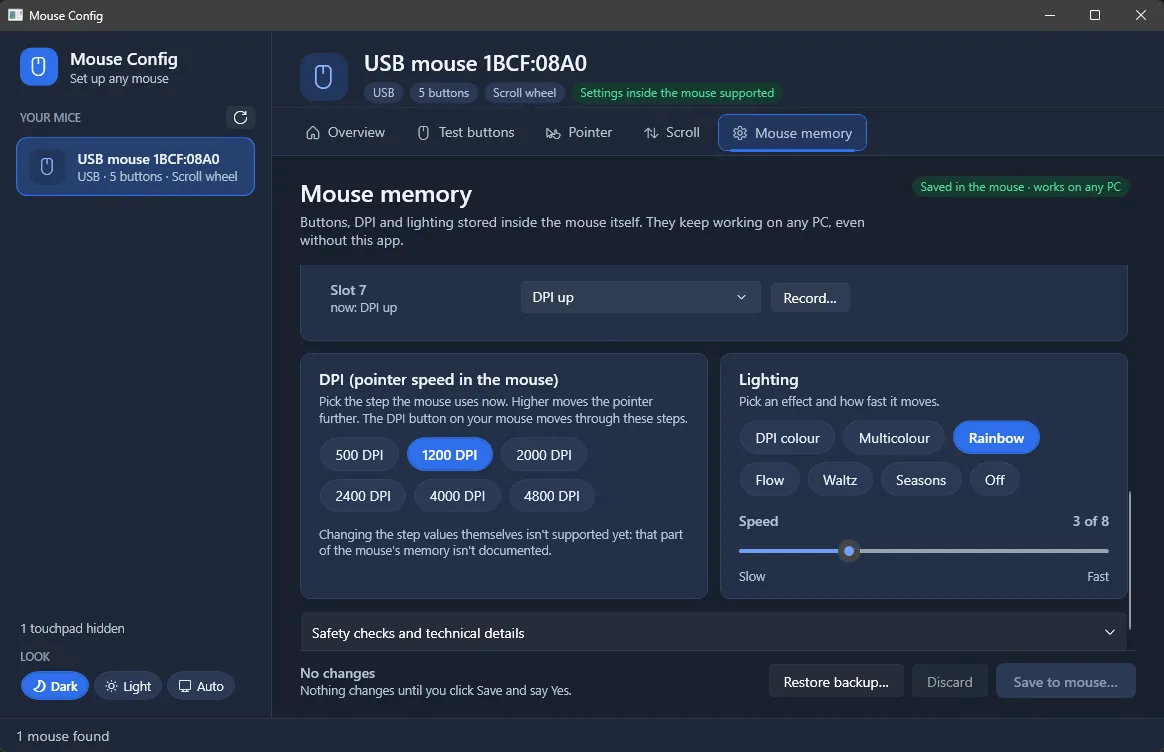 Mouse Config
Mouse Config
Set up any mouse
YOUR MICE
USB mouse 1BCF:08A0
USB · 5 buttons · Scroll wheel
1 touchpad hidden
LOOK
Dark
Light
Auto
USB mouse 1BCF:08A0
USB
5 buttons
Scroll wheel
Settings inside the mouse supported
Overview
Test buttons
Pointer
Scroll
Mouse memory
Mouse memory
Saved in the mouse · works on any PC
Buttons, DPI and lighting stored inside the mouse itself. They keep working on any PC, even
without this app.
Slot 7
now: DPI up
DPI up
Record...
DPI (pointer speed in the mouse)
Pick the step the mouse uses now. Higher moves the pointer
further. The DPI button on your mouse moves through these steps.
500 DPI
1200 DPI
2000 DPI
2400 DPI
4000 DPI
4800 DPI
Changing the step values themselves isn't supported yet: that part
of the mouse's memory isn't documented.
Lighting
Pick an effect and how fast it moves.
DPI colour
Multicolour
Rainbow
Flow
Waltz
Seasons
Off
Speed
3 of 8
Slow
Fast
Safety checks and technical details
No changes
Nothing changes until you click Save and say Yes.
Restore backup...
Discard
Save to mouse...
1 mouse found